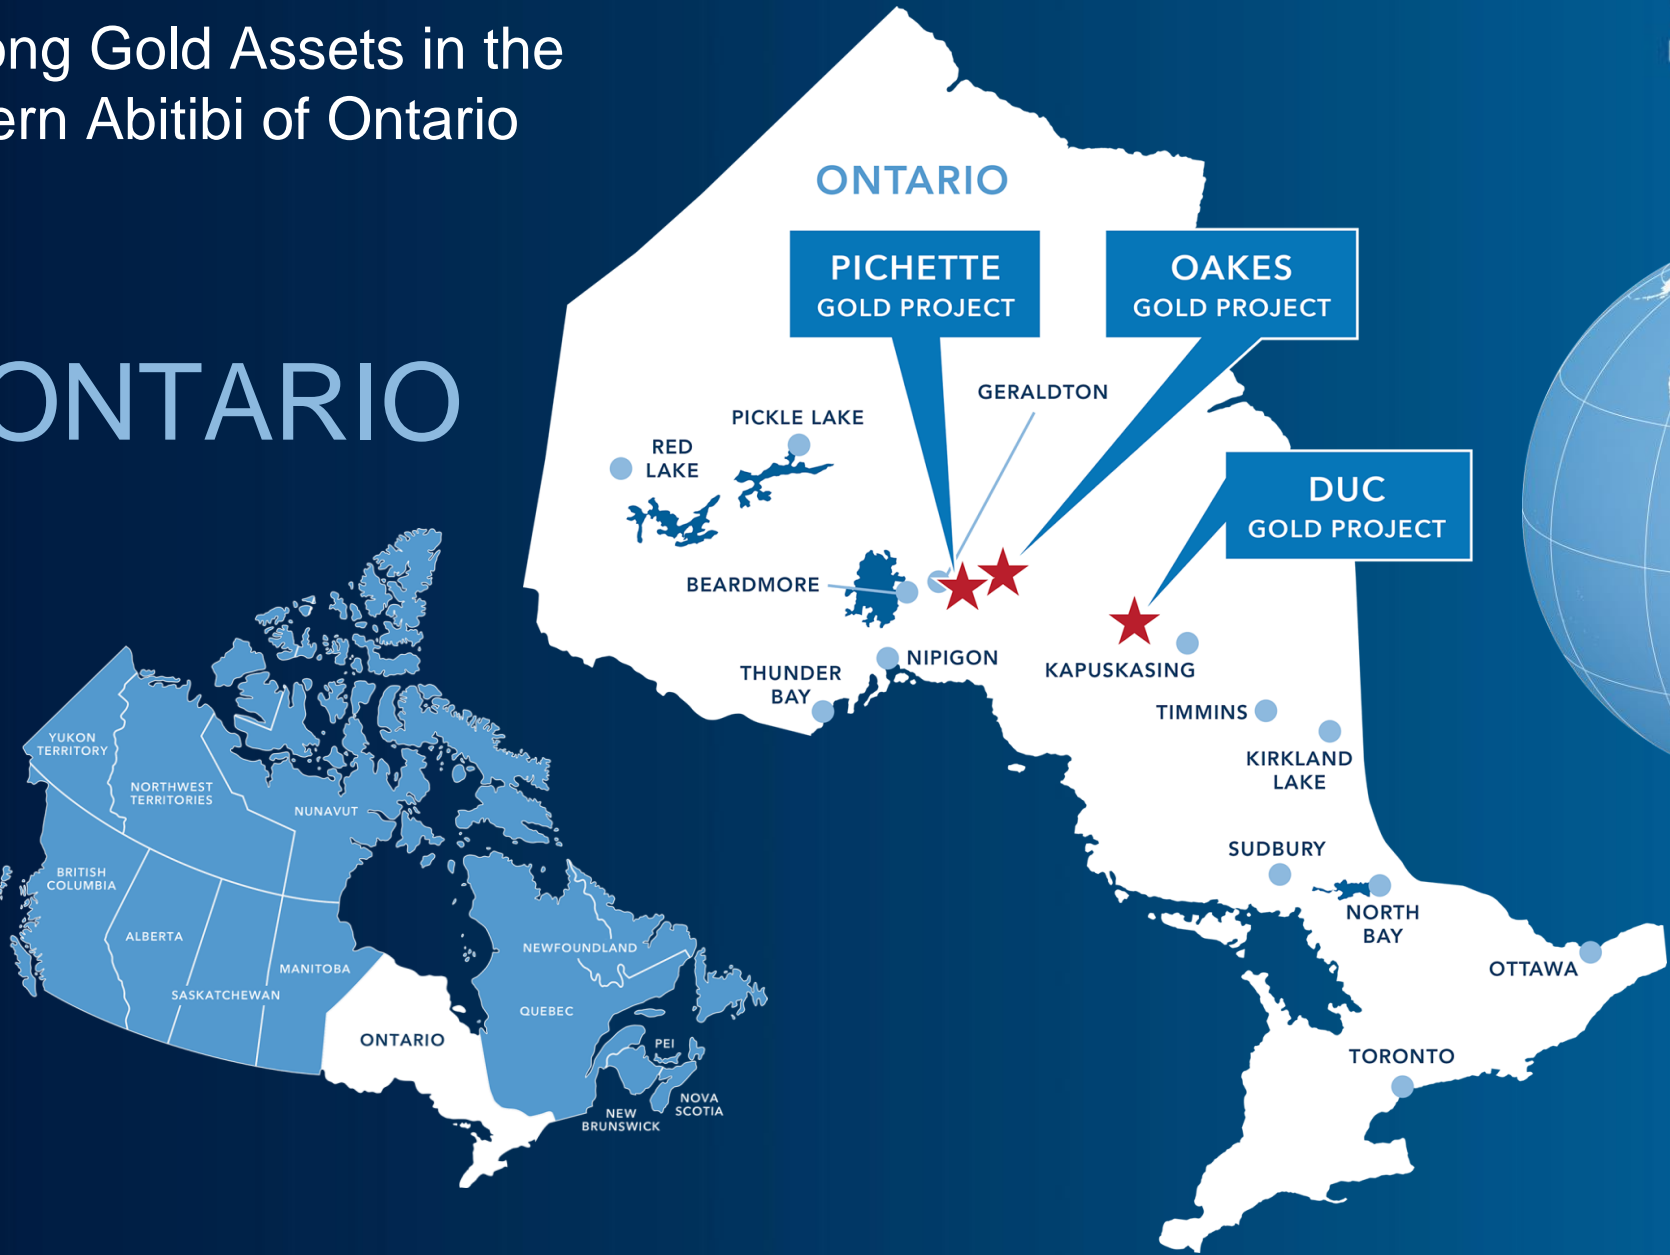 ong Gold Assets in the
ern Abitibi of Ontario
ONTARIO
ONTARIO
PICHETTE
GOLD PROJECT
OAKES
GOLD PROJECT
GERALDTON
PICKLE LAKE
RED
LAKE
DUC
GOLD PROJECT
BEARDMORE
NIPIGON
THUNDER
BAY
KAPUSKASING
TIMMINS
KIRKLAND
LAKE
SUDBURY
NORTH
BAY
OTTAWA
TORONTO
YUKON
TERRITORY
NORTHWEST
TERRITORIES
NUNAVUT
BRITISH
COLUMBIA
ALBERTA
SASKATCHEWAN
MANITOBA
ONTARIO
QUEBEC
NEWFOUNDLAND
PEI
NEW
BRUNSWICK
NOVA
SCOTIA